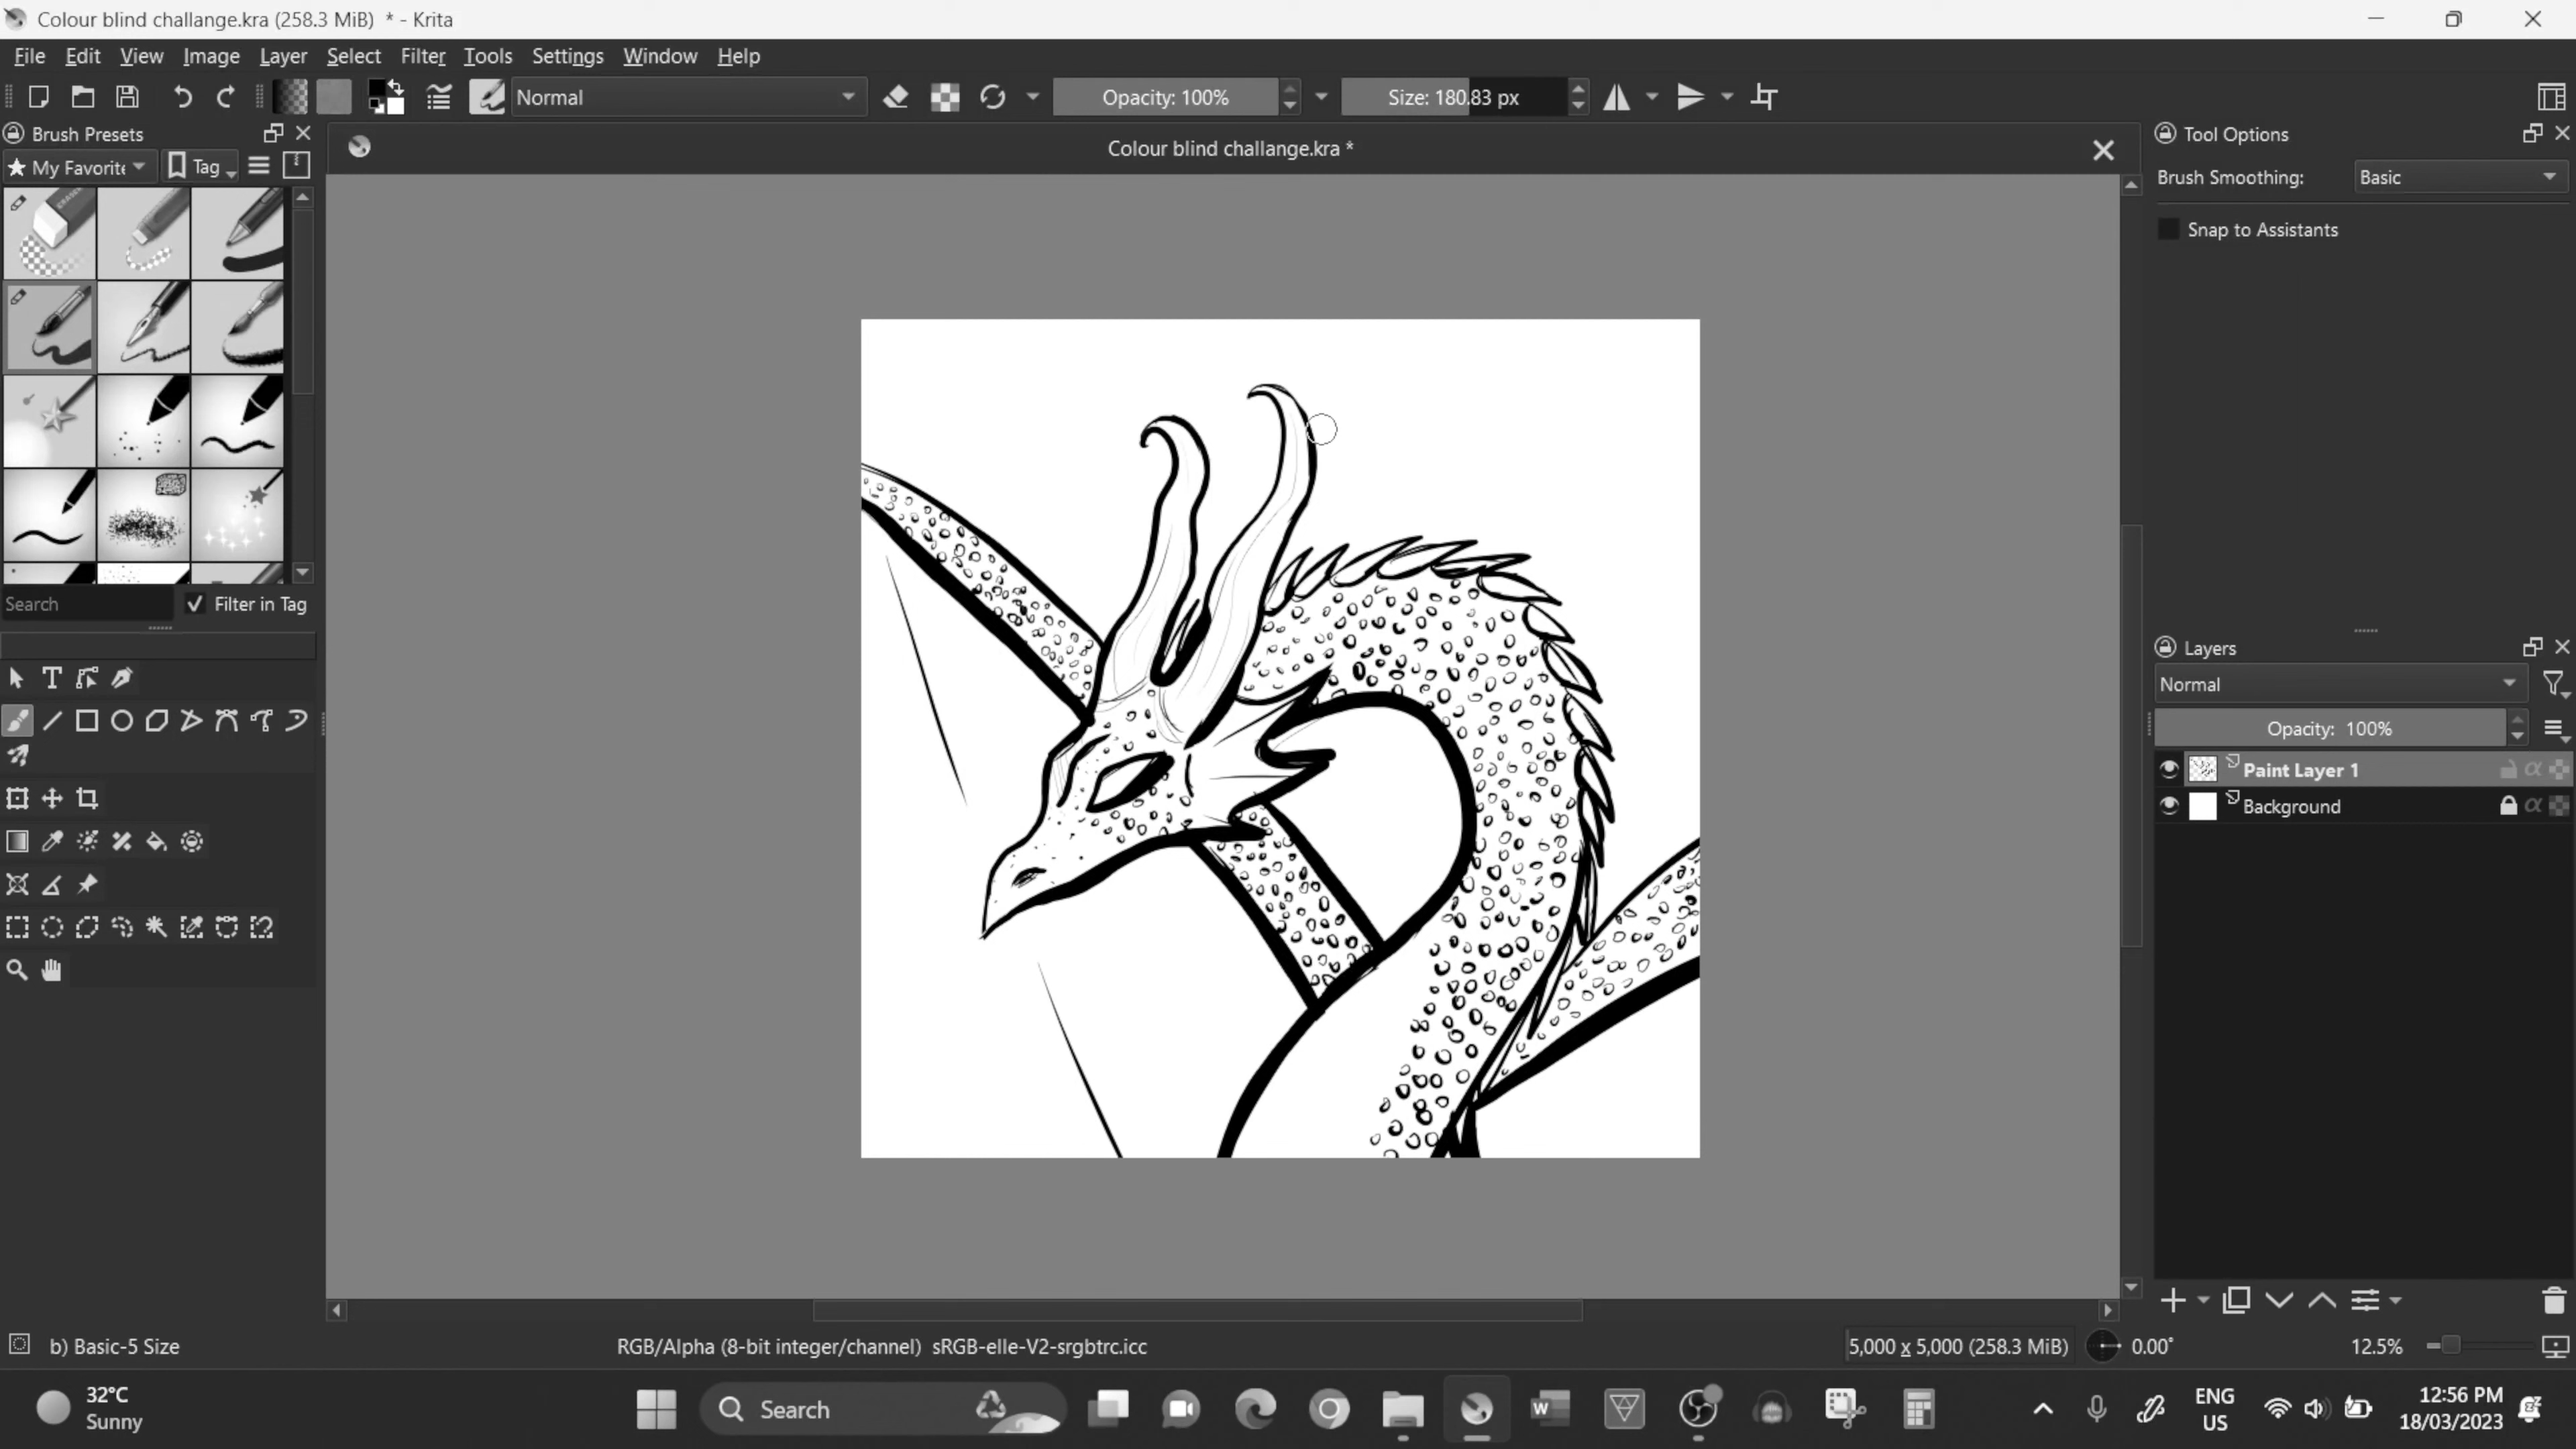 Colour blind challange.kra (258.3 MiB) * - Krita
File Edit View Image Layer Select Filter Tools Settings Window Help
Normal Opacity: 100% Size: 180.83 px
Brush Presets
Colour blind challange.kra *
Tool Options
My Favorit Tag
Brush Smoothing: Basic
Snap to Assistants
Search Filter in Tag
Layers
Normal
Opacity: 100%
Paint Layer 1
Background
b) Basic-5 Size
RGB/Alpha (8-bit integer/channel) sRGB-elle-V2-srgbtrc.icc
5,000 x 5,000 (258.3 MiB)
0.00°
12.5%
32°C
Sunny
Search
W
ENG
US
12:56 PM
18/03/2023